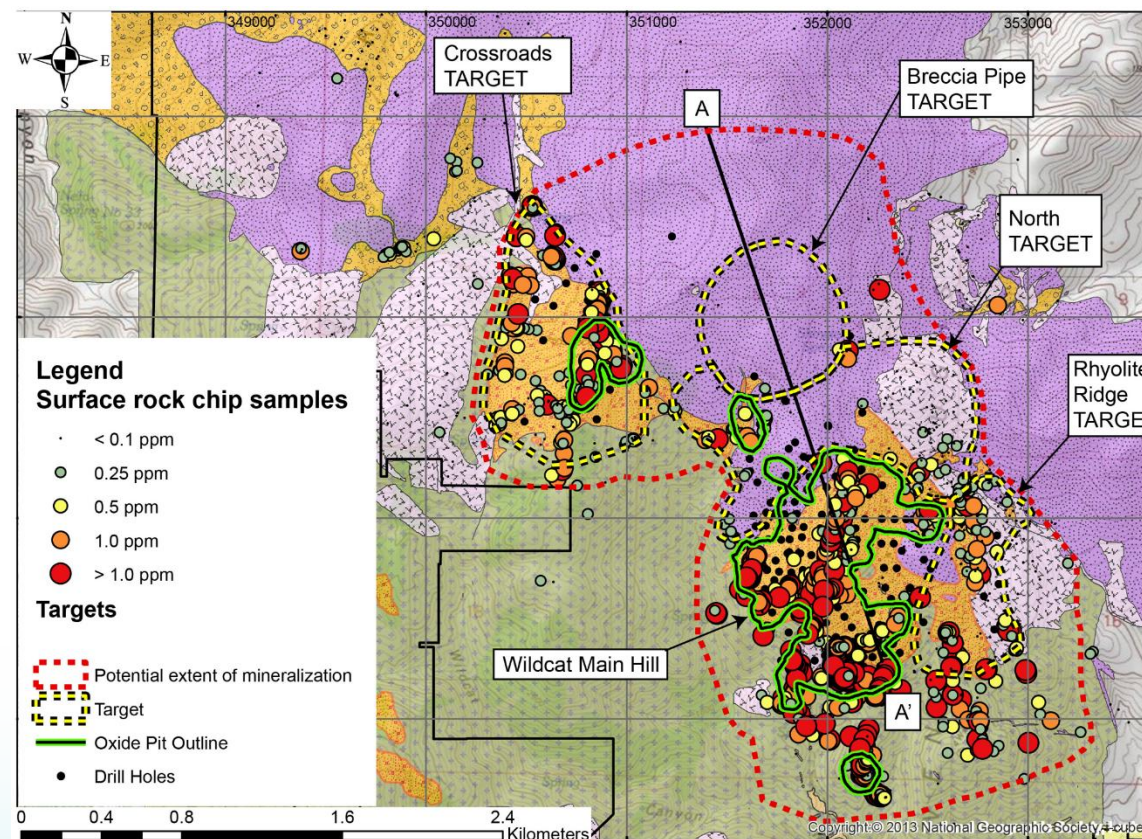 N
W
E
S
349000
350000
351000
352000
353000
Crossroads
TARGET
Breccia Pipe
TARGET
A
North
TARGET
Rhyolite
Ridge
TARGE
Wildcat Main Hill
A'
Legend
Surface rock chip samples
< 0.1 ppm
0.25 ppm
0.5 ppm
1.0 ppm
> 1.0 ppm
Targets
Potential extent of mineralization
Target
Oxide Pit Outline
Drill Holes
0
0.4
0.8
1.6
2.4
Kilometers
Canyon
Copyright:© 2013 National Geographic Society, i-cube